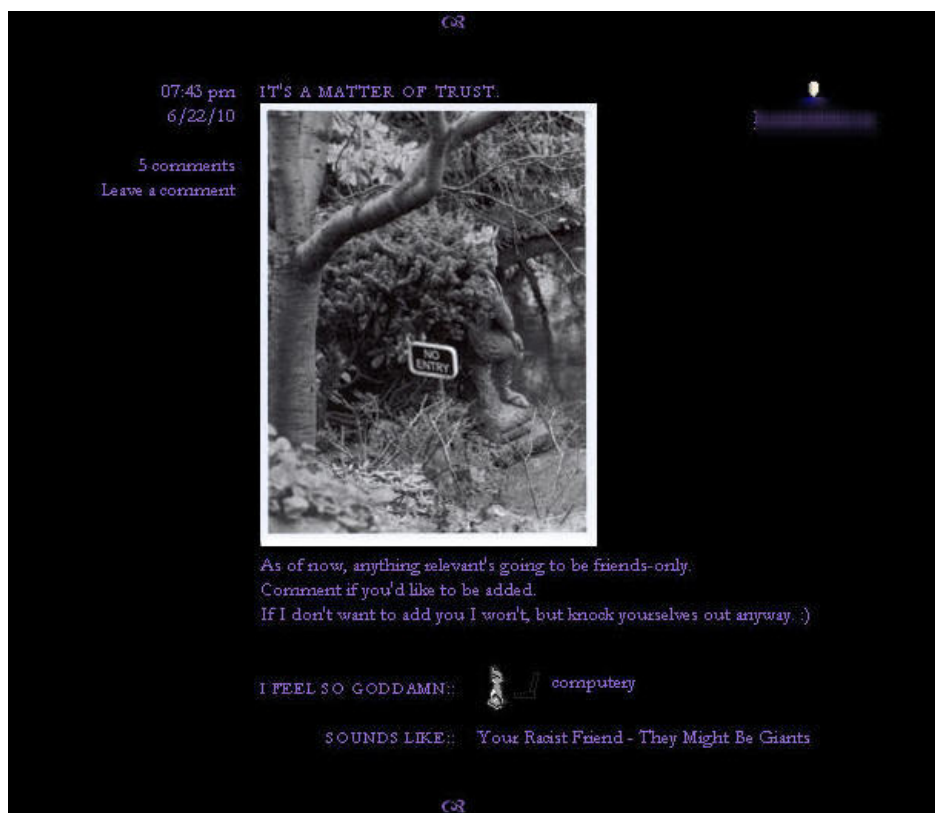 07:43 pm
6/22/10
5 comments
Leave a comment
IT'S A MATTER OF TRUST.
NO
ENTRY
As of now, anything relevant's going to be friends-only.
Comment if you'd like to be added.
If I don't want to add you I won't, but knock yourselves out anyway. :)
I FEEL SO GODDAMN:: computery
SOUNDS LIKE:: Your Racist Friend - They Might Be Giants